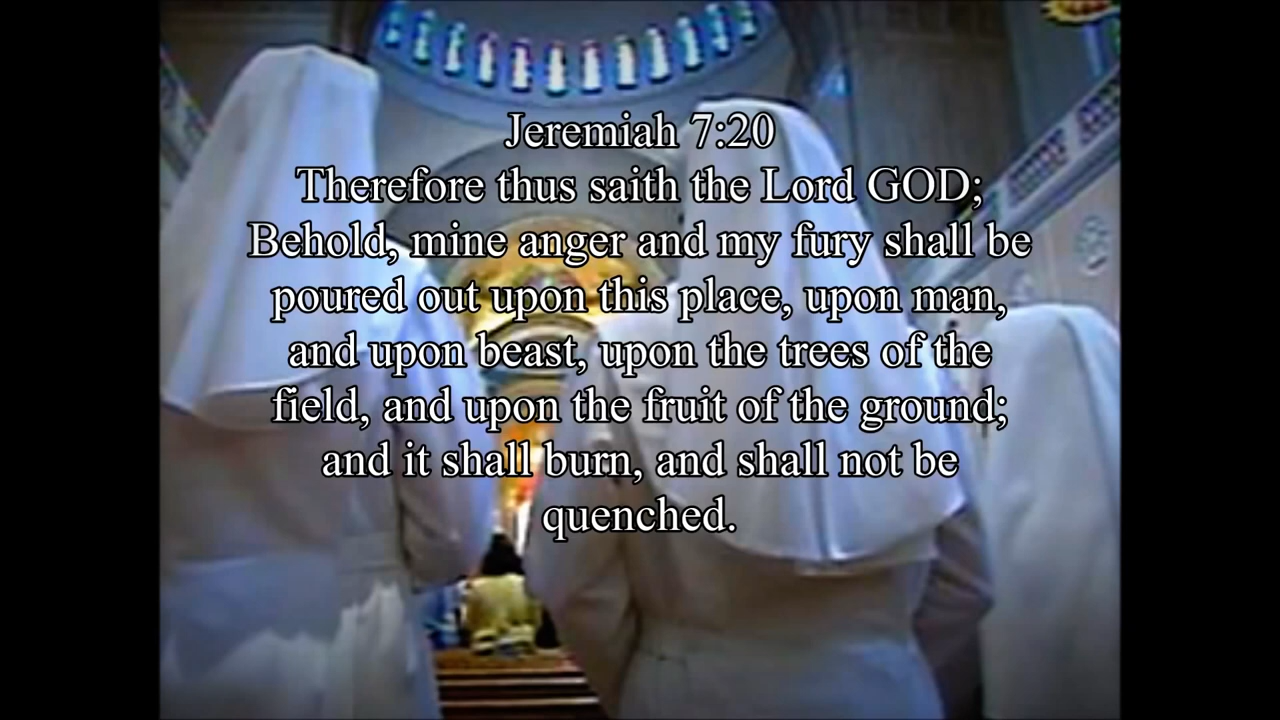 Jeremiah 7:20
Therefore thus saith the Lord GOD;
Behold, mine anger and my fury shall be
poured out upon this place, upon man,
and upon beast, upon the trees of the
field, and upon the fruit of the ground;
and it shall burn, and shall not be
quenched.